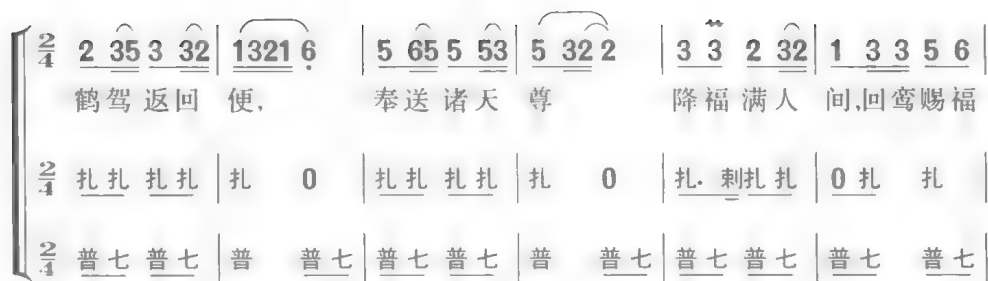 2/4 2 35 3 32 | 1321 6 | 5 65 5 53 | 5 32 2 | 3 3 2 32 | 1 3 3 5 6 |
鹤驾返回 便, 奉送诸天 尊 降福满人 间,回鸾赐福
2/4 扎扎 扎扎 | 扎 0 | 扎扎 扎扎 | 扎 0 | 扎. 剌扎扎 | 0扎 扎 |
2/4 普七 普七 | 普 普七 | 普七 普七 | 普 普七 | 普七 普七 | 普七 普七 |